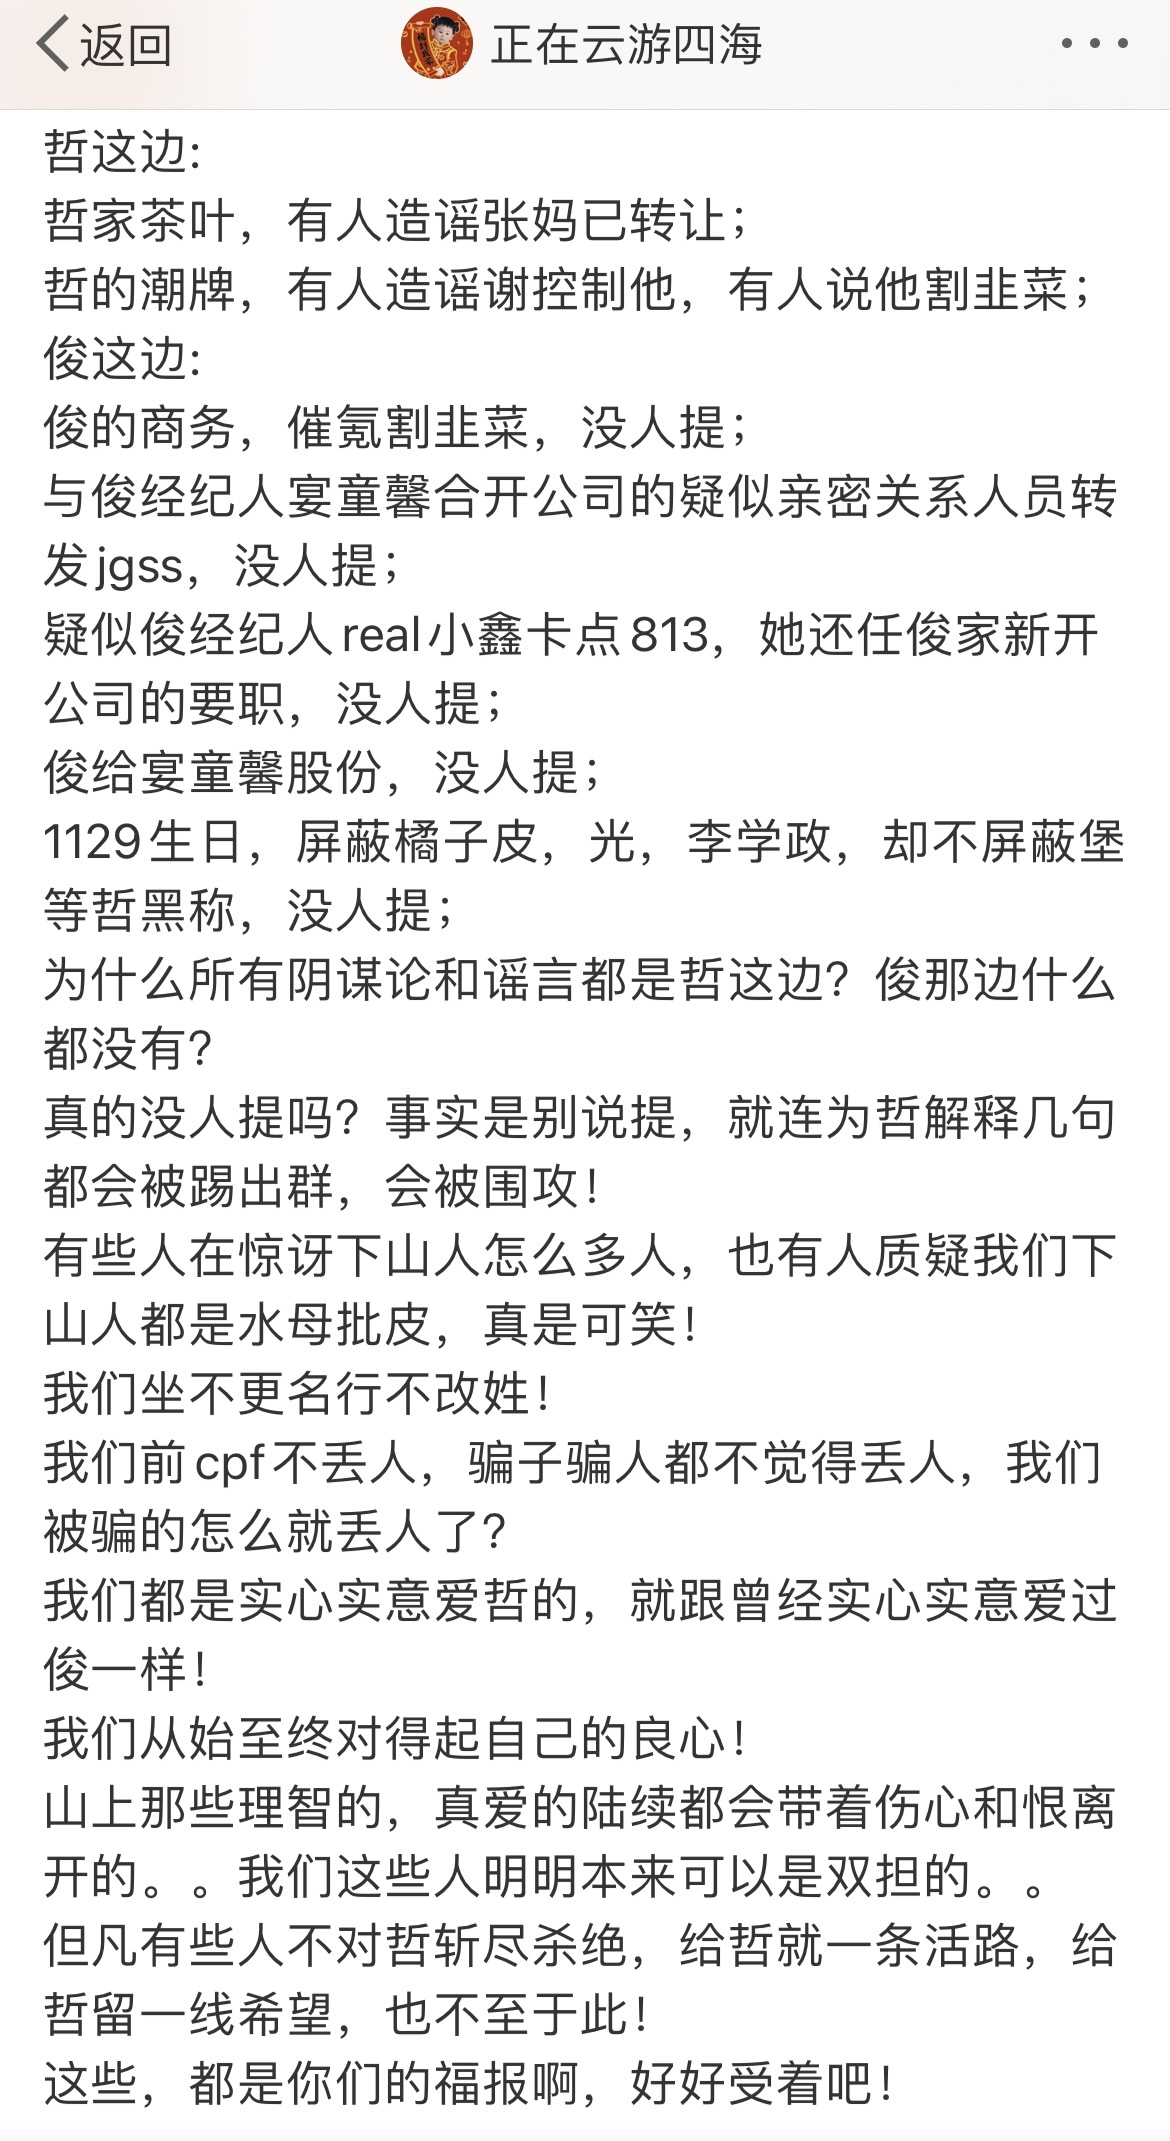 返回
正在云游四海
哲这边:
哲家茶叶，有人造谣张妈已转让；
哲的潮牌，有人造谣谢控制他，有人说他割韭菜；
俊这边:
俊的商务，催氪割韭菜，没人提；
与俊经纪人宴童馨合开公司的疑似亲密关系人员转
发jgss，没人提；
疑似俊经纪人real小鑫卡点813，她还任俊家新开
公司的要职，没人提；
俊给宴童馨股份，没人提；
1129生日，屏蔽橘子皮，光，李学政，却不屏蔽堡
等哲黑称，没人提；
为什么所有阴谋论和谣言都是哲这边？俊那边什么
都没有？
真的没人提吗？事实是别说提，就连为哲解释几句
都会被踢出群，会被围攻！
有些人在惊讶下山人怎么多人，也有人质疑我们下
山人都是水母批皮，真是可笑！
我们坐不更名行不改姓！
我们前cpf不丢人，骗子骗人都不觉得丢人，我们
被骗的怎么就丢人了？
我们都是实心实意爱哲的，就跟曾经实心实意爱过
俊一样！
我们从始至终对得起自己的良心！
山上那些理智的，真爱的陆续都会带着伤心和恨离
开的。。我们这些人明明本来可以是双担的。。
但凡有些人不对哲斩尽杀绝，给哲就一条活路，给
哲留一线希望，也不至于此！
这些，都是你们的福报啊，好好受着吧！